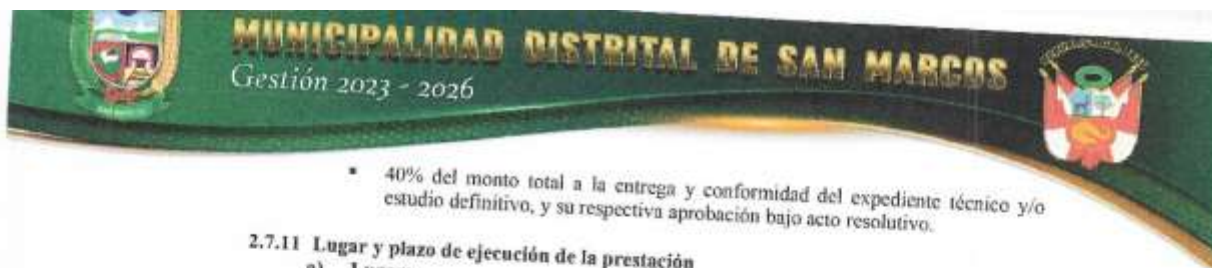 MUNICIPALIDAD DISTRITAL DE SAN MARCOS
Gestión 2023 - 2026
▪ 40% del monto total a la entrega y conformidad del expediente técnico y/o
estudio definitivo, y su respectiva aprobación bajo acto resolutivo.
2.7.11 Lugar y plazo de ejecución de la prestación
a)